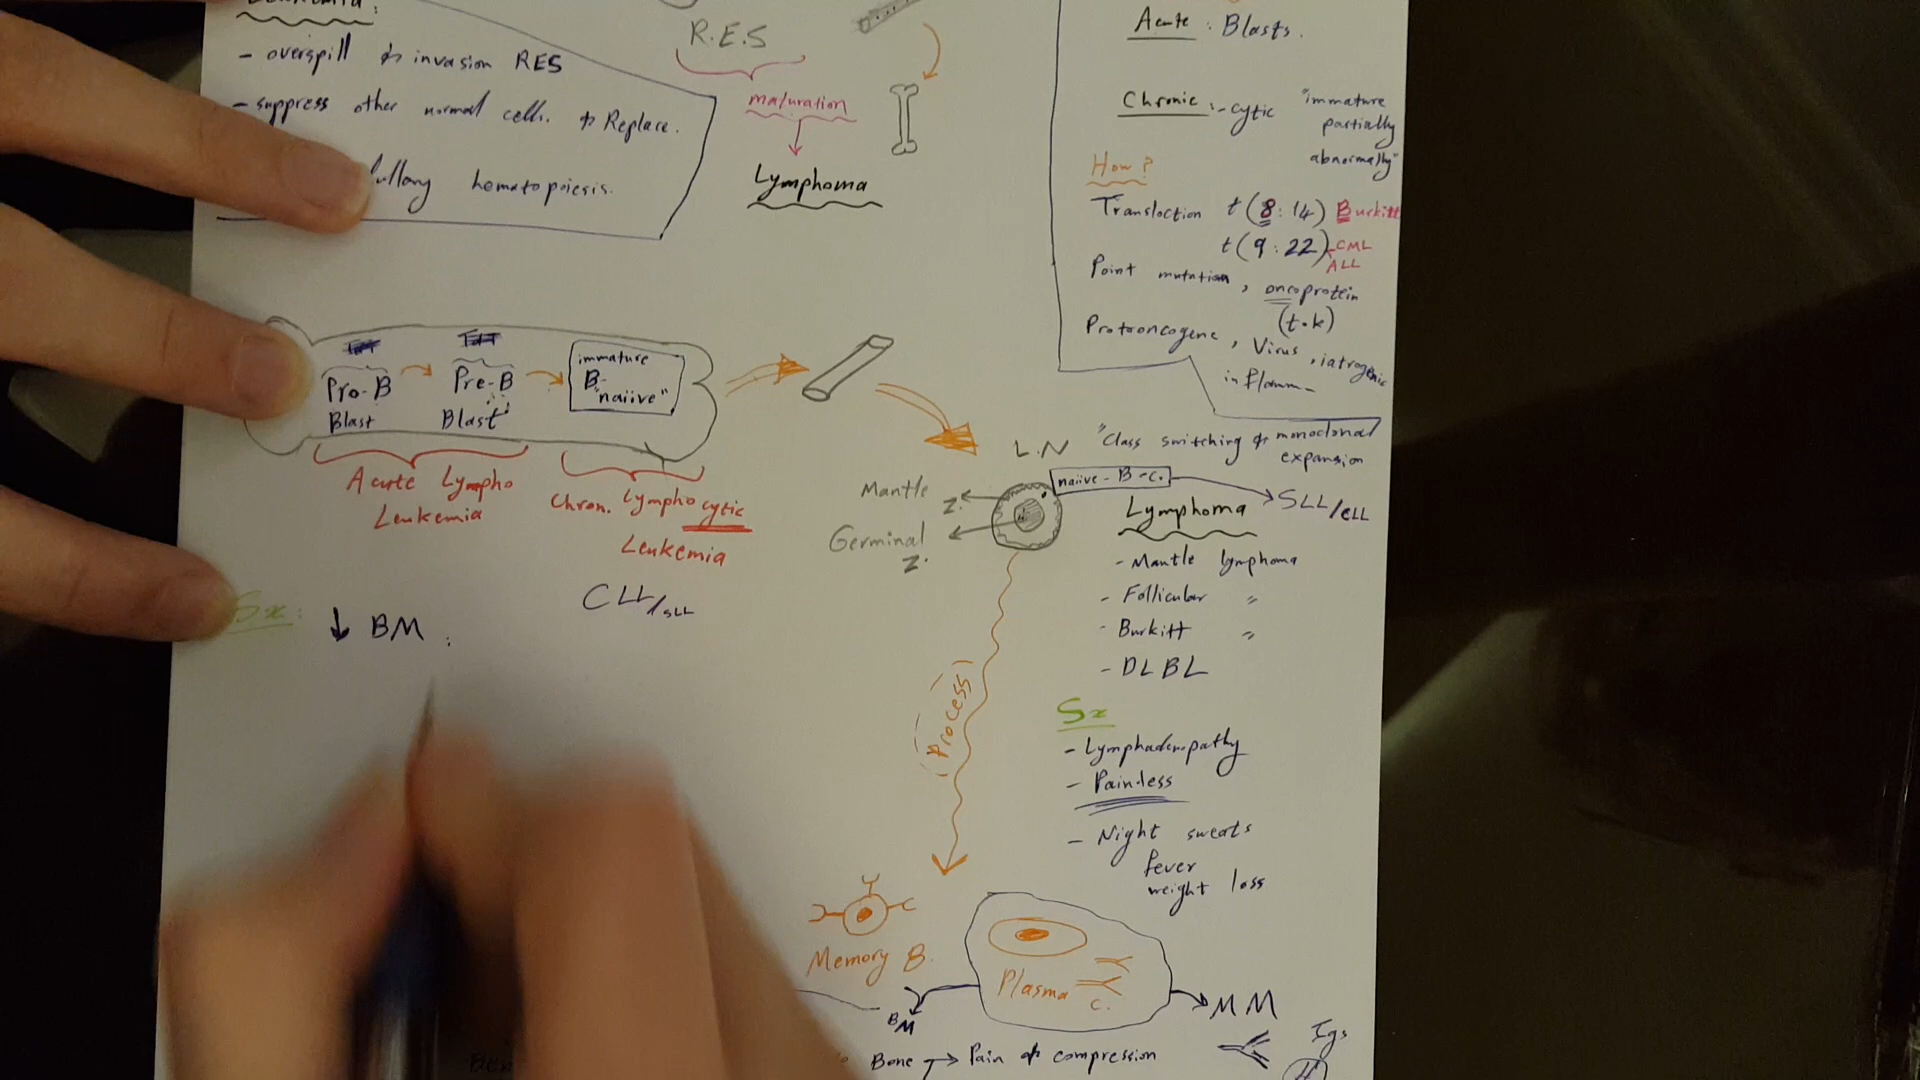 Leukemia:
- overspill & invasion RES
- suppress other normal cells. & Replace.
hematopoiesis.
R.E.S
maturation
Lymphoma
Acute : Blasts.
Chronic :- cytic "immature
partially
abnormally"
How?
Transloction t(8:14) Burkitt
t(9:22) CML
ALL
Point mutation, oncoprotein
(t.k)
Protooncogene, Virus, iatrogenic
inflamm-
Pro-B
Blast
Pre-B
Blast
immature
B-
"naiive"
Acute Lympho
Leukemia
Chron. Lymphocytic
Leukemia
CLL/SLL
L.N
"Class switching & monoclonal
expansion
naiive-B-c.
SLL/CLL
Mantle
Z.
Germinal
Z.
Lymphoma
- Mantle lymphoma
- Follicular "
- Burkitt "
- DLBL
Sx:
↓ BM :
(Process)
Sx
- Lymphadenopathy
- Painless
- Night sweats
fever
weight loss
Memory B.
Plasma
c.
BM
MM
Igs
Bone → Pain & compression